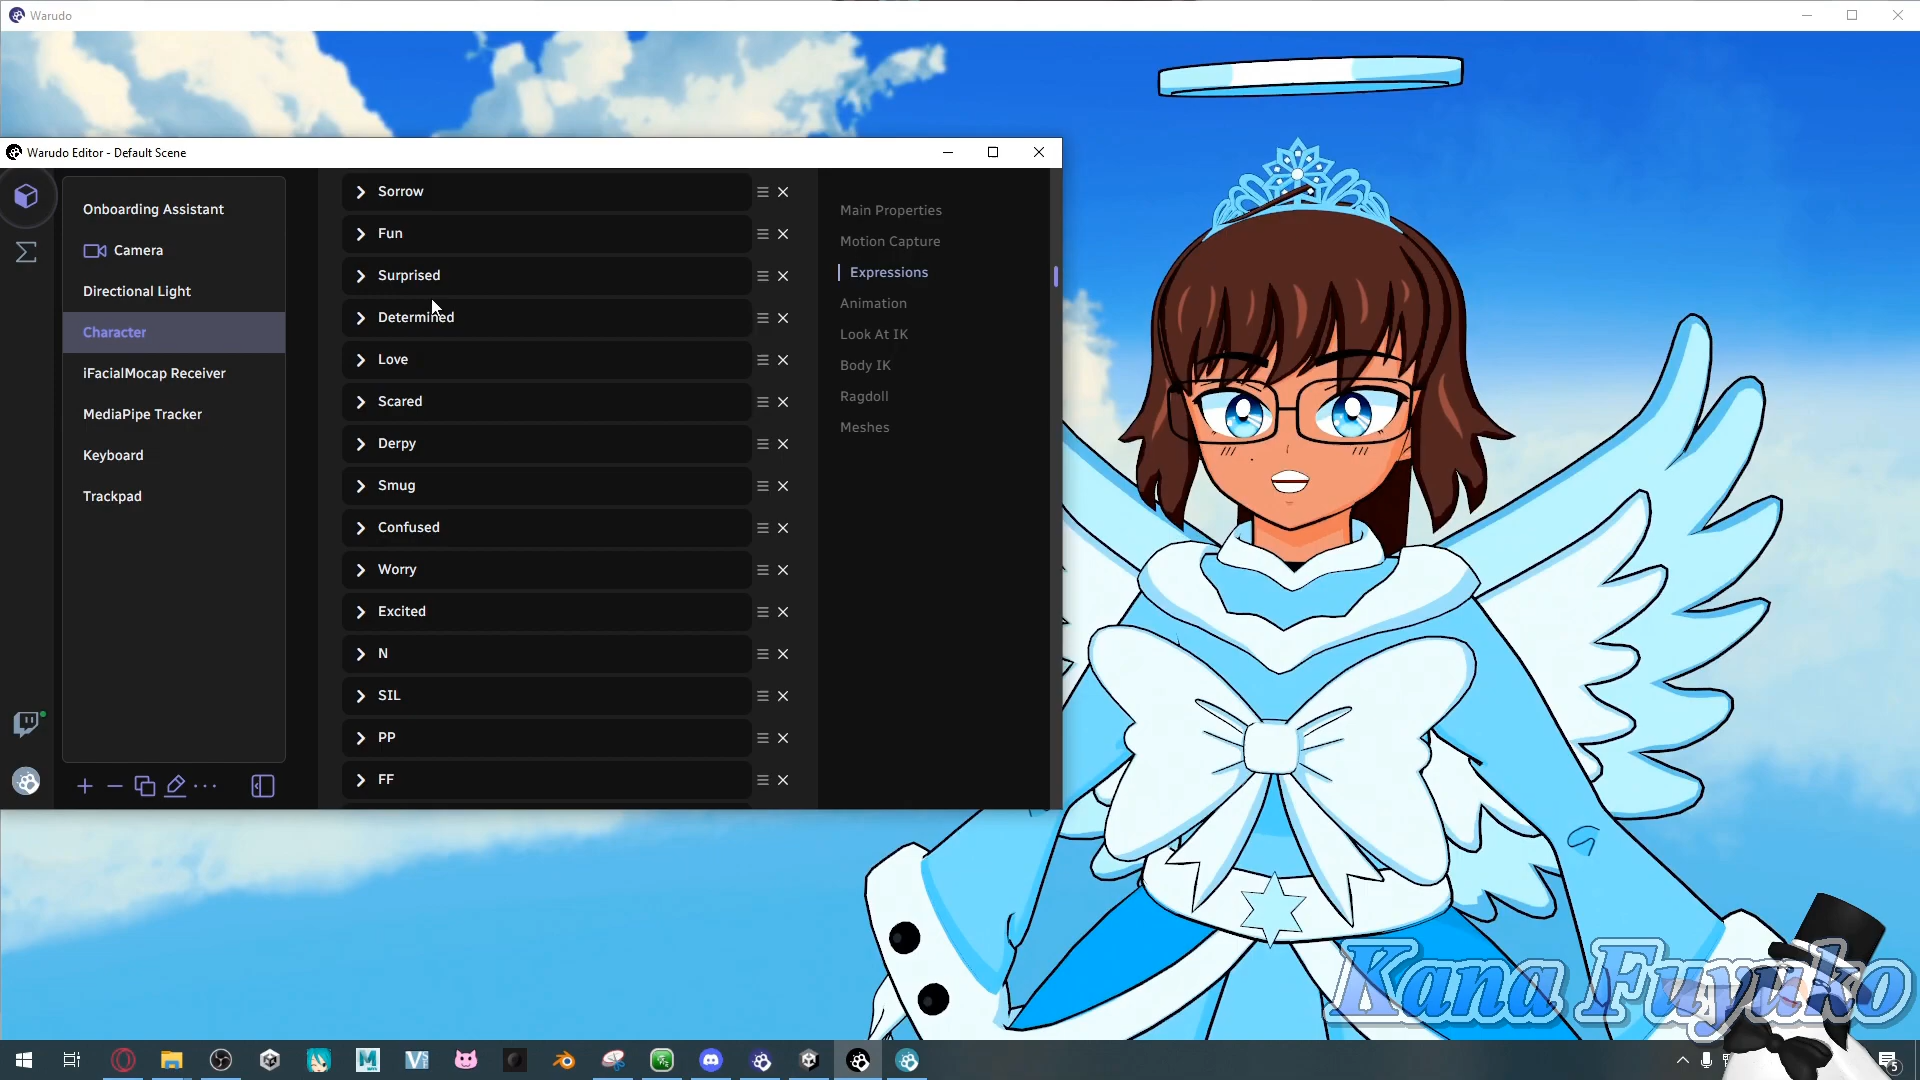 Warudo
Warudo Editor - Default Scene
Onboarding Assistant
Camera
Directional Light
Character
iFacialMocap Receiver
MediaPipe Tracker
Keyboard
Trackpad
Sorrow
Fun
Surprised
Determined
Love
Scared
Derpy
Smug
Confused
Worry
Excited
N
SIL
PP
FF
Main Properties
Motion Capture
Expressions
Animation
Look At IK
Body IK
Ragdoll
Meshes
Kana Fuyuko
5